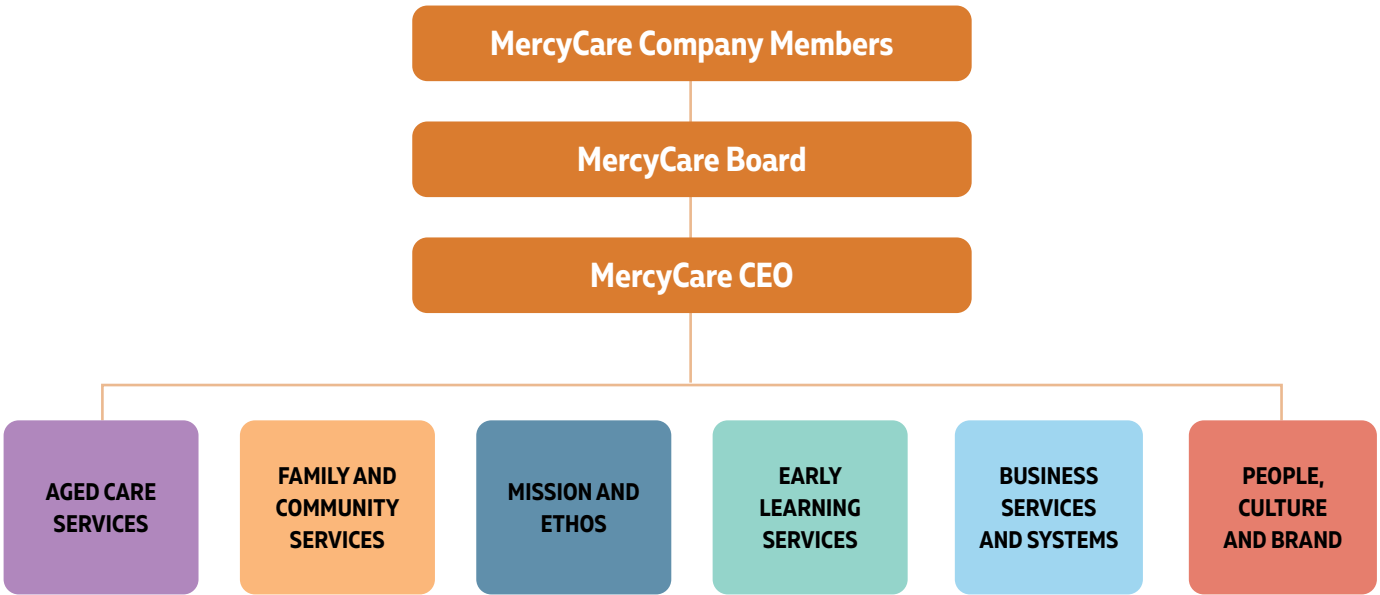 MercyCare Company Members
MercyCare Board
MercyCare CEO
AGED CARE
SERVICES
FAMILY AND
COMMUNITY
SERVICES
MISSION AND
ETHOS
EARLY
LEARNING
SERVICES
BUSINESS
SERVICES
AND SYSTEMS
PEOPLE,
CULTURE
AND BRAND